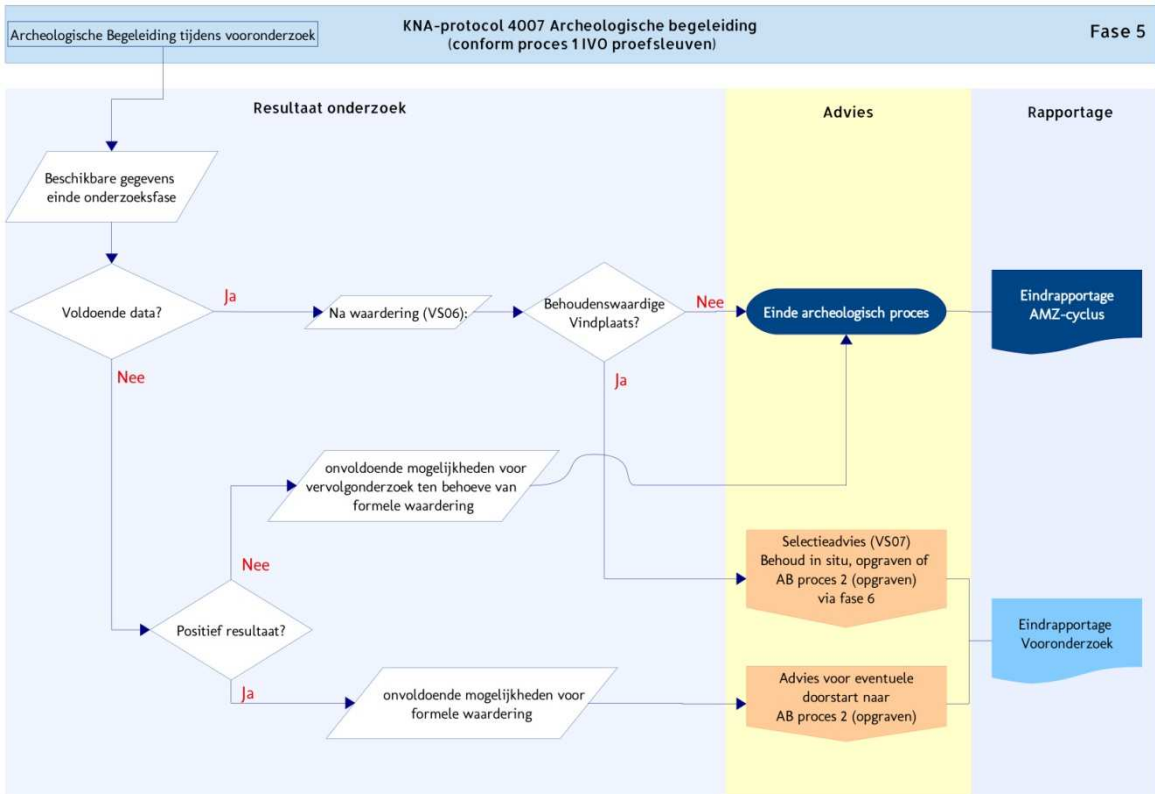 Archeologische Begeleiding tijdens vooronderzoek
KNA-protocol 4007 Archeologische begeleiding
(conform proces 1 IVO proefsleuven)
Fase 5
Resultaat onderzoek
Advies
Rapportage
Beschikbare gegevens
einde onderzoeksfase
Voldoende data?
Ja
Na waardering (VS06):
Behoudenswaardige
Vindplaats?
Nee
Einde archeologisch proces
Eindrapportage
AMZ-cyclus
Nee
Ja
onvoldoende mogelijkheden voor
vervolgonderzoek ten behoeve van
formele waardering
Nee
Selectieadvies (VS07)
Behoud in situ, opgraven of
AB proces 2 (opgraven)
via fase 6
Positief resultaat?
Eindrapportage
Vooronderzoek
Ja
onvoldoende mogelijkheden voor
formele waardering
Advies voor eventuele
doorstart naar
AB proces 2 (opgraven)